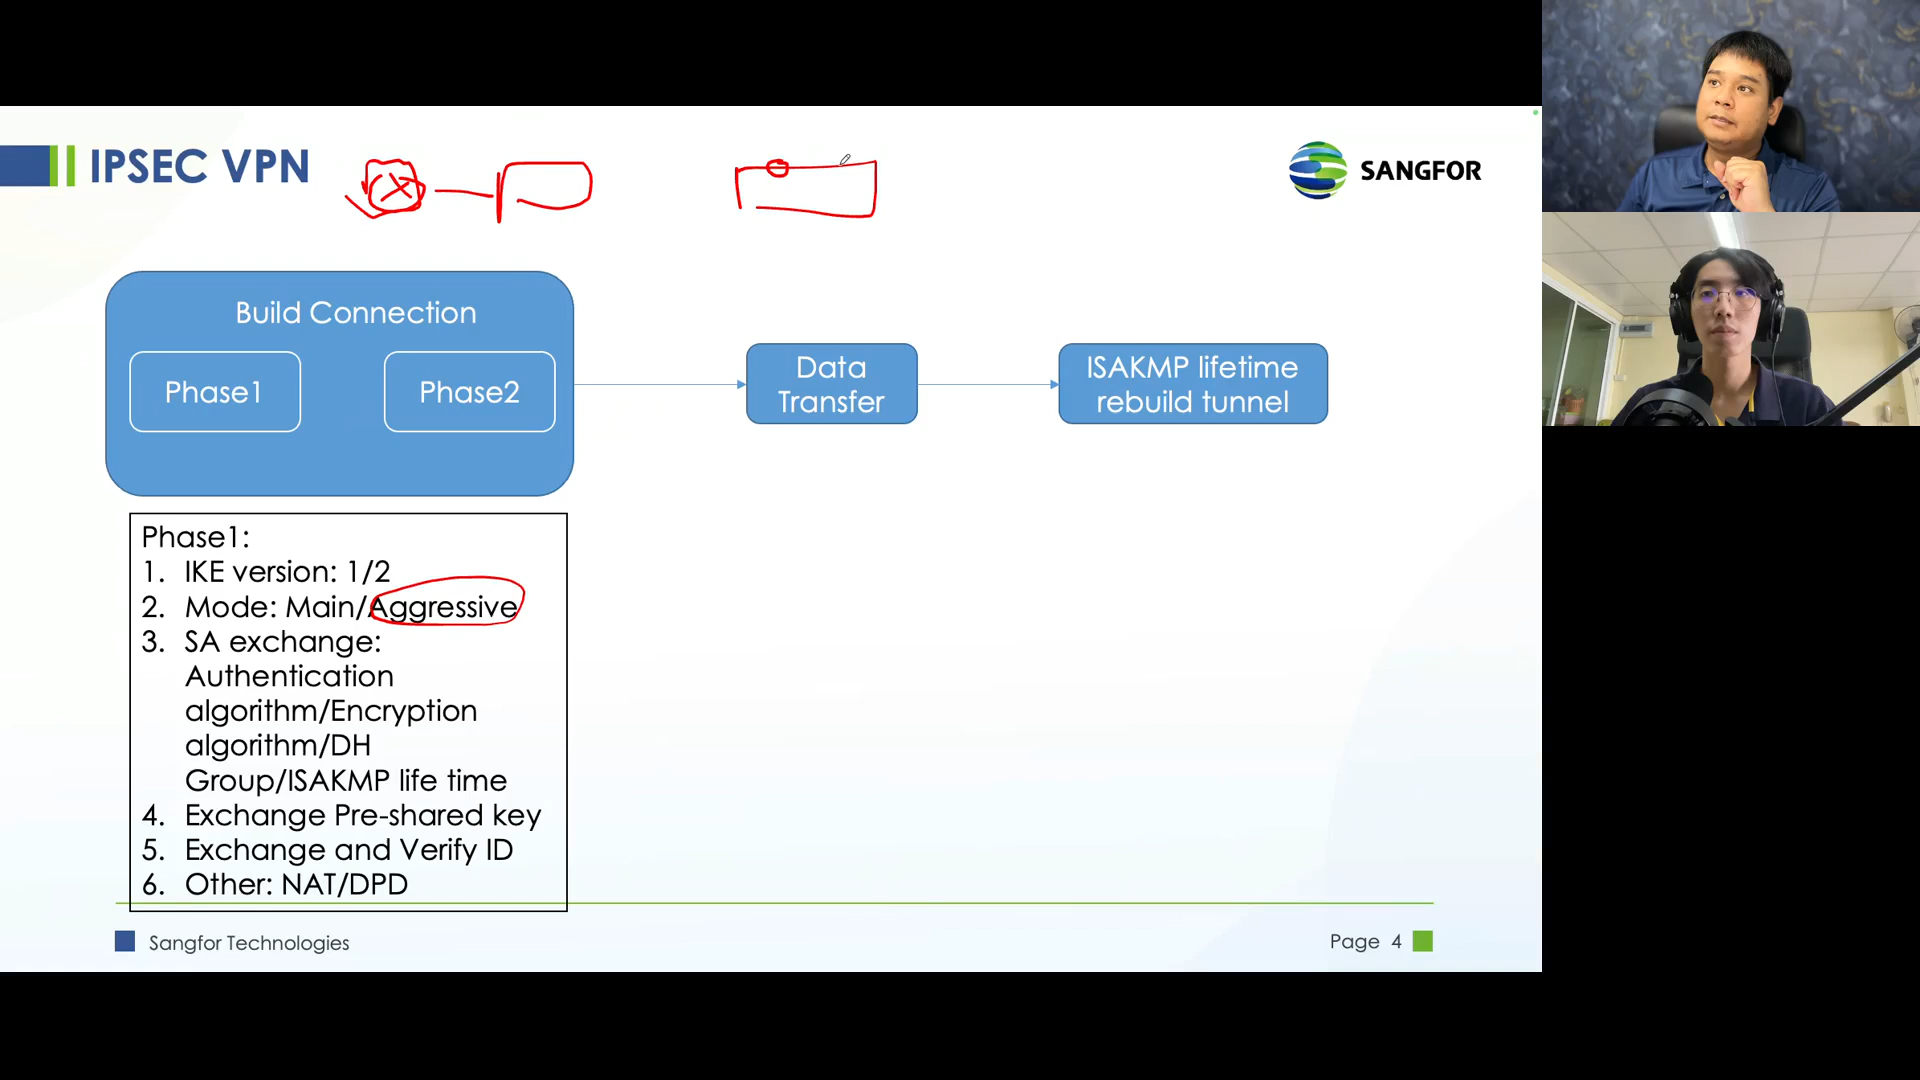 IPSEC VPN
SANGFOR
Build Connection
Phase1
Phase2
Data
Transfer
ISAKMP lifetime
rebuild tunnel
Phase1:
1. IKE version: 1/2
2. Mode: Main/Aggressive
3. SA exchange:
Authentication
algorithm/Encryption
algorithm/DH
Group/ISAKMP life time
4. Exchange Pre-shared key
5. Exchange and Verify ID
6. Other: NAT/DPD
Sangfor Technologies
Page 4